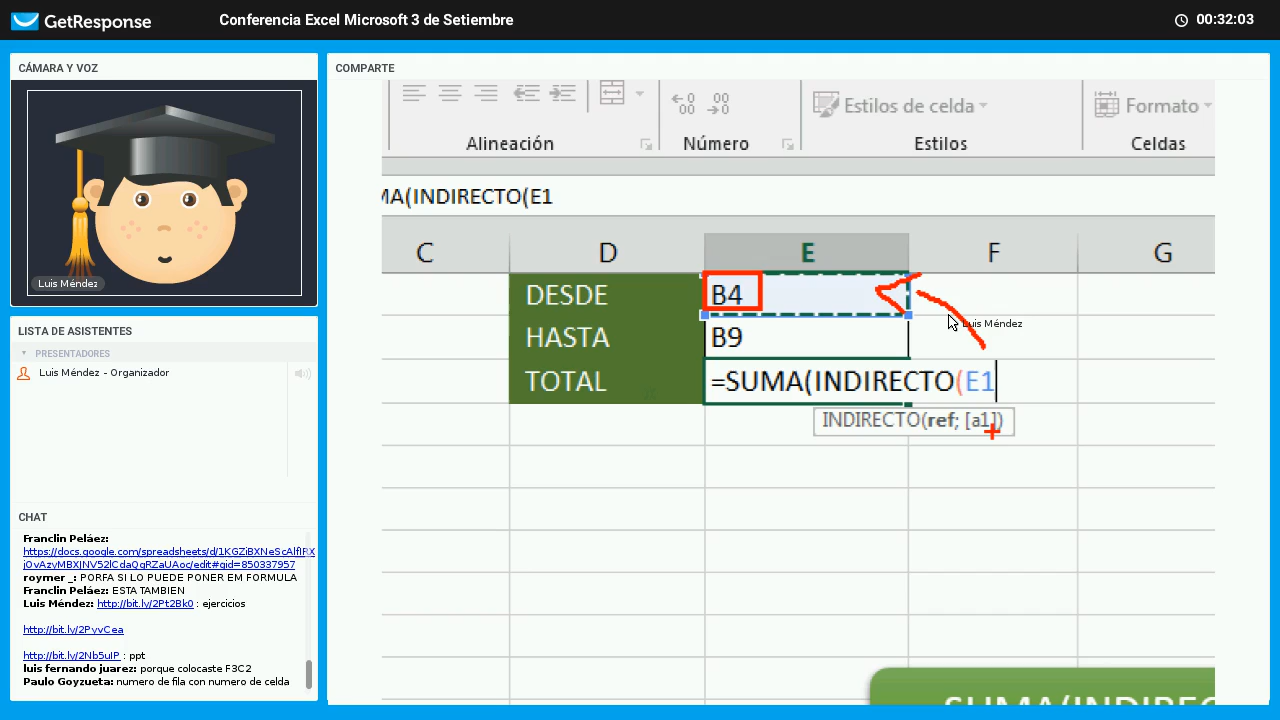 GetResponse
Conferencia Excel Microsoft 3 de Setiembre
00:32:03
CÁMARA Y VOZ
Luis Méndez
LISTA DE ASISTENTES
PRESENTADORES
Luis Méndez - Organizador
CHAT
Franclin Peláez:
roymer _: PORFA SI LO PUEDE PONER EM FORMULA
Franclin Peláez: ESTA TAMBIEN
Luis Méndez: http://bit.ly/2Pt2Bk0 : ejercicios
http://bit.ly/2PvvCea
http://bit.ly/2Nb5uIP : ppt
luis fernando juarez: porque colocaste F3C2
Paulo Goyzueta: numero de fila con numero de celda
COMPARTE
Estilos de celda
Formato
Alineación
Número
Estilos
Celdas
MA(INDIRECTO(E1
C D E F G
DESDE B4
Luis Méndez
HASTA B9
TOTAL =SUMA(INDIRECTO(E1
INDIRECTO(ref; [a1])